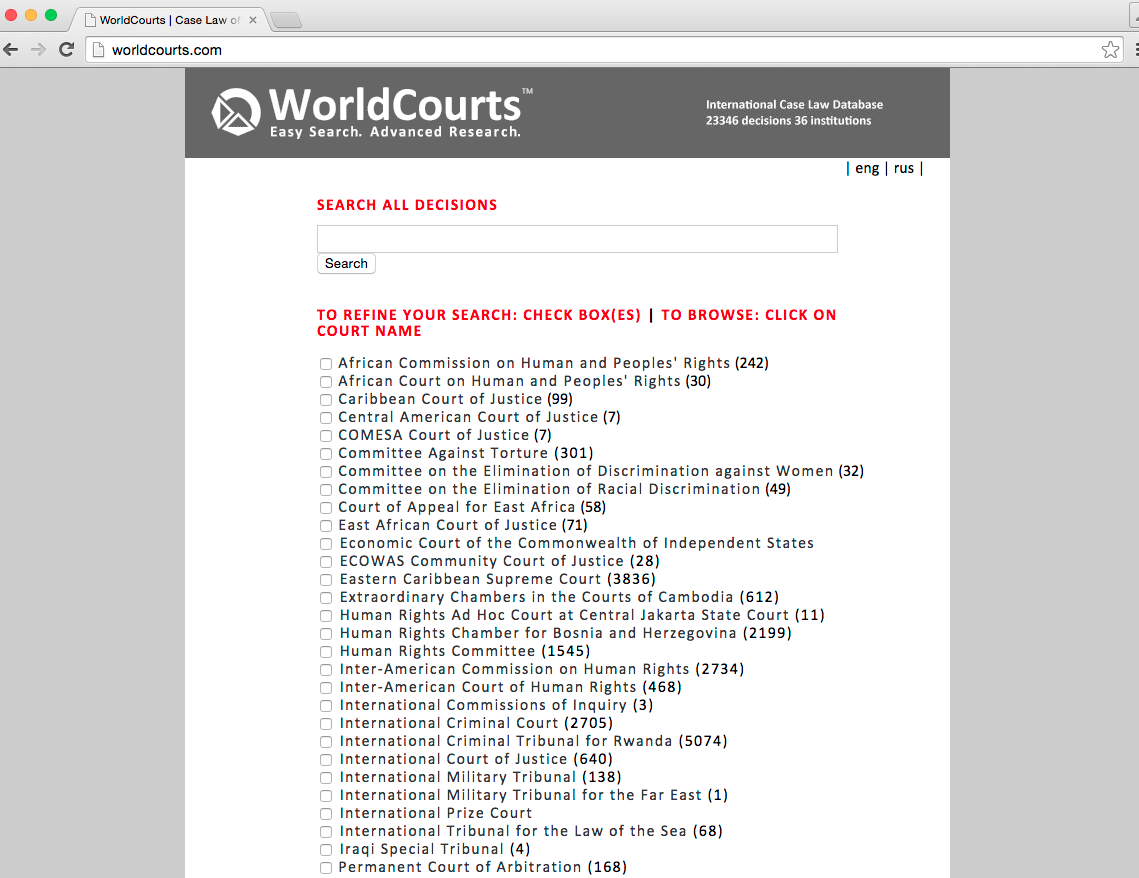 WorldCourts | Case Law of
worldcourts.com
WorldCourts™
Easy Search. Advanced Research.
International Case Law Database
23346 decisions 36 institutions
| eng | rus |
SEARCH ALL DECISIONS
Search
TO REFINE YOUR SEARCH: CHECK BOX(ES) | TO BROWSE: CLICK ON
COURT NAME
African Commission on Human and Peoples' Rights (242)
African Court on Human and Peoples' Rights (30)
Caribbean Court of Justice (99)
Central American Court of Justice (7)
COMESA Court of Justice (7)
Committee Against Torture (301)
Committee on the Elimination of Discrimination against Women (32)
Committee on the Elimination of Racial Discrimination (49)
Court of Appeal for East Africa (58)
East African Court of Justice (71)
Economic Court of the Commonwealth of Independent States
ECOWAS Community Court of Justice (28)
Eastern Caribbean Supreme Court (3836)
Extraordinary Chambers in the Courts of Cambodia (612)
Human Rights Ad Hoc Court at Central Jakarta State Court (11)
Human Rights Chamber for Bosnia and Herzegovina (2199)
Human Rights Committee (1545)
Inter-American Commission on Human Rights (2734)
Inter-American Court of Human Rights (468)
International Commissions of Inquiry (3)
International Criminal Court (2705)
International Criminal Tribunal for Rwanda (5074)
International Court of Justice (640)
International Military Tribunal (138)
International Military Tribunal for the Far East (1)
International Prize Court
International Tribunal for the Law of the Sea (68)
Iraqi Special Tribunal (4)
Permanent Court of Arbitration (168)